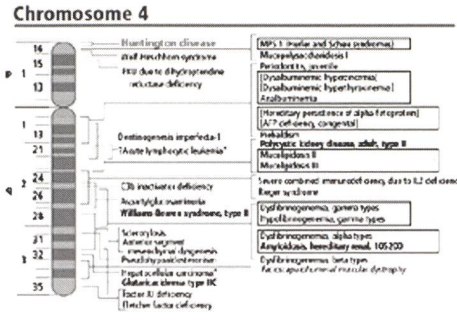 Chromosome 4
p
q
1
2
3
16
15
13
1
13
21
24
26
28
31
32
35
Huntington disease
Wolf-Hirschhorn syndrome
PKU due to dihydropteridine
reductase deficiency
Dentinogenesis imperfecta-1
?Acute lymphocytic leukemia*
C3b inactivator deficiency
Aspartylglucosaminuria
Williams-Beuren syndrome, type II
Sclerotylosis
Anterior segment
mesenchymal dysgenesis
Pseudohypoaldosteronism
Hepatocellular carcinoma*
Glutaric acidemia type IIC
Factor XI deficiency
Fletcher factor deficiency
MPS 1 (Hurler and Scheie syndromes)
Mucopolysaccharidosis I
Periodontitis, juvenile
[Dysalbuminemic hyperzincemia]
[Dysalbuminemic hyperthyroxinemia]
Analbuminemia
[Hereditary persistence of alpha-fetoprotein]
[AFP deficiency, congenital]
Piebaldism
Polycystic kidney disease, adult, type II
Mucolipidosis II
Mucolipidosis III
Severe combined immunodeficiency due to IL2 deficiency
Rieger syndrome
Dysfibrinogenemia, gamma types
Hypofibrinogenemia, gamma types
Dysfibrinogenemia, alpha types
Amyloidosis, hereditary renal, 105200
Dysfibrinogenemia, beta types
Facioscapulohumeral muscular dystrophy